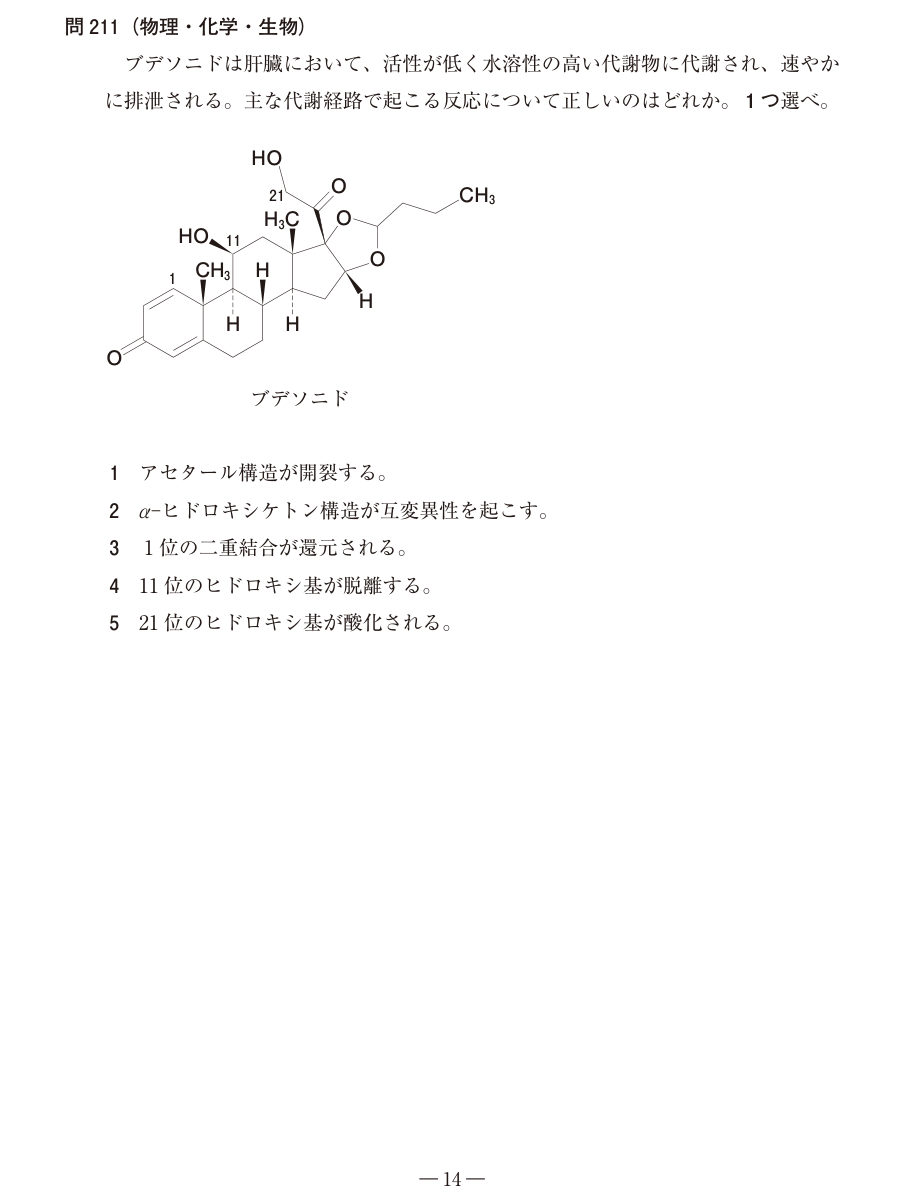 問 211（物理・化学・生物）
ブデソニドは肝臓において、活性が低く水溶性の高い代謝物に代謝され、速やか
に排泄される。主な代謝経路で起こる反応について正しいのはどれか。1つ選べ。
HO
21
O
H₃C
O
CH₃
HO
11
CH₃
H
O
1
H
H
H
O
ブデソニド
1 アセタール構造が開裂する。
2 α-ヒドロキシケトン構造が互変異性を起こす。
3 1位の二重結合が還元される。
4 11位のヒドロキシ基が脱離する。
5 21位のヒドロキシ基が酸化される。
― 14 ―